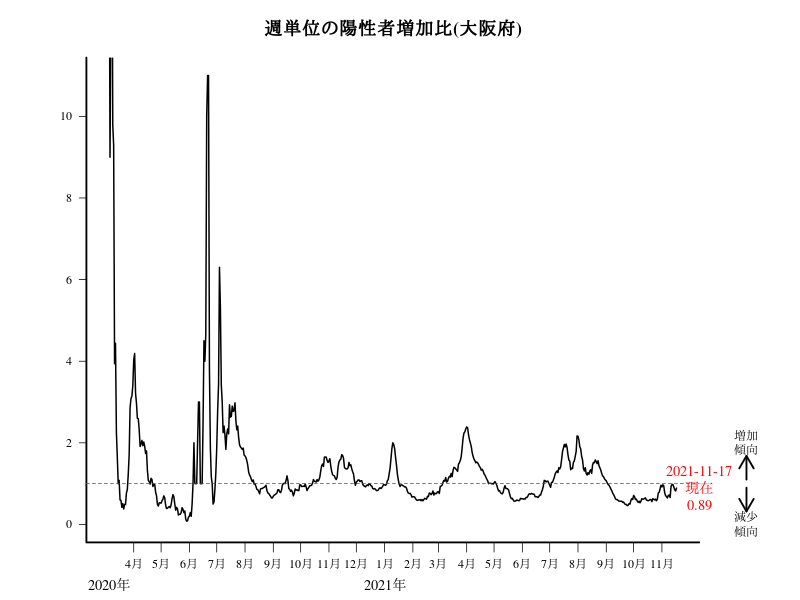 週単位の陽性者増加比(大阪府)
10
8
6
4
2
0
増加
傾向
2021-11-17
現在
0.89
減少
傾向
4月 5月 6月 7月 8月 9月 10月 11月 12月 1月 2月 3月 4月 5月 6月 7月 8月 9月 10月 11月
2020年 2021年